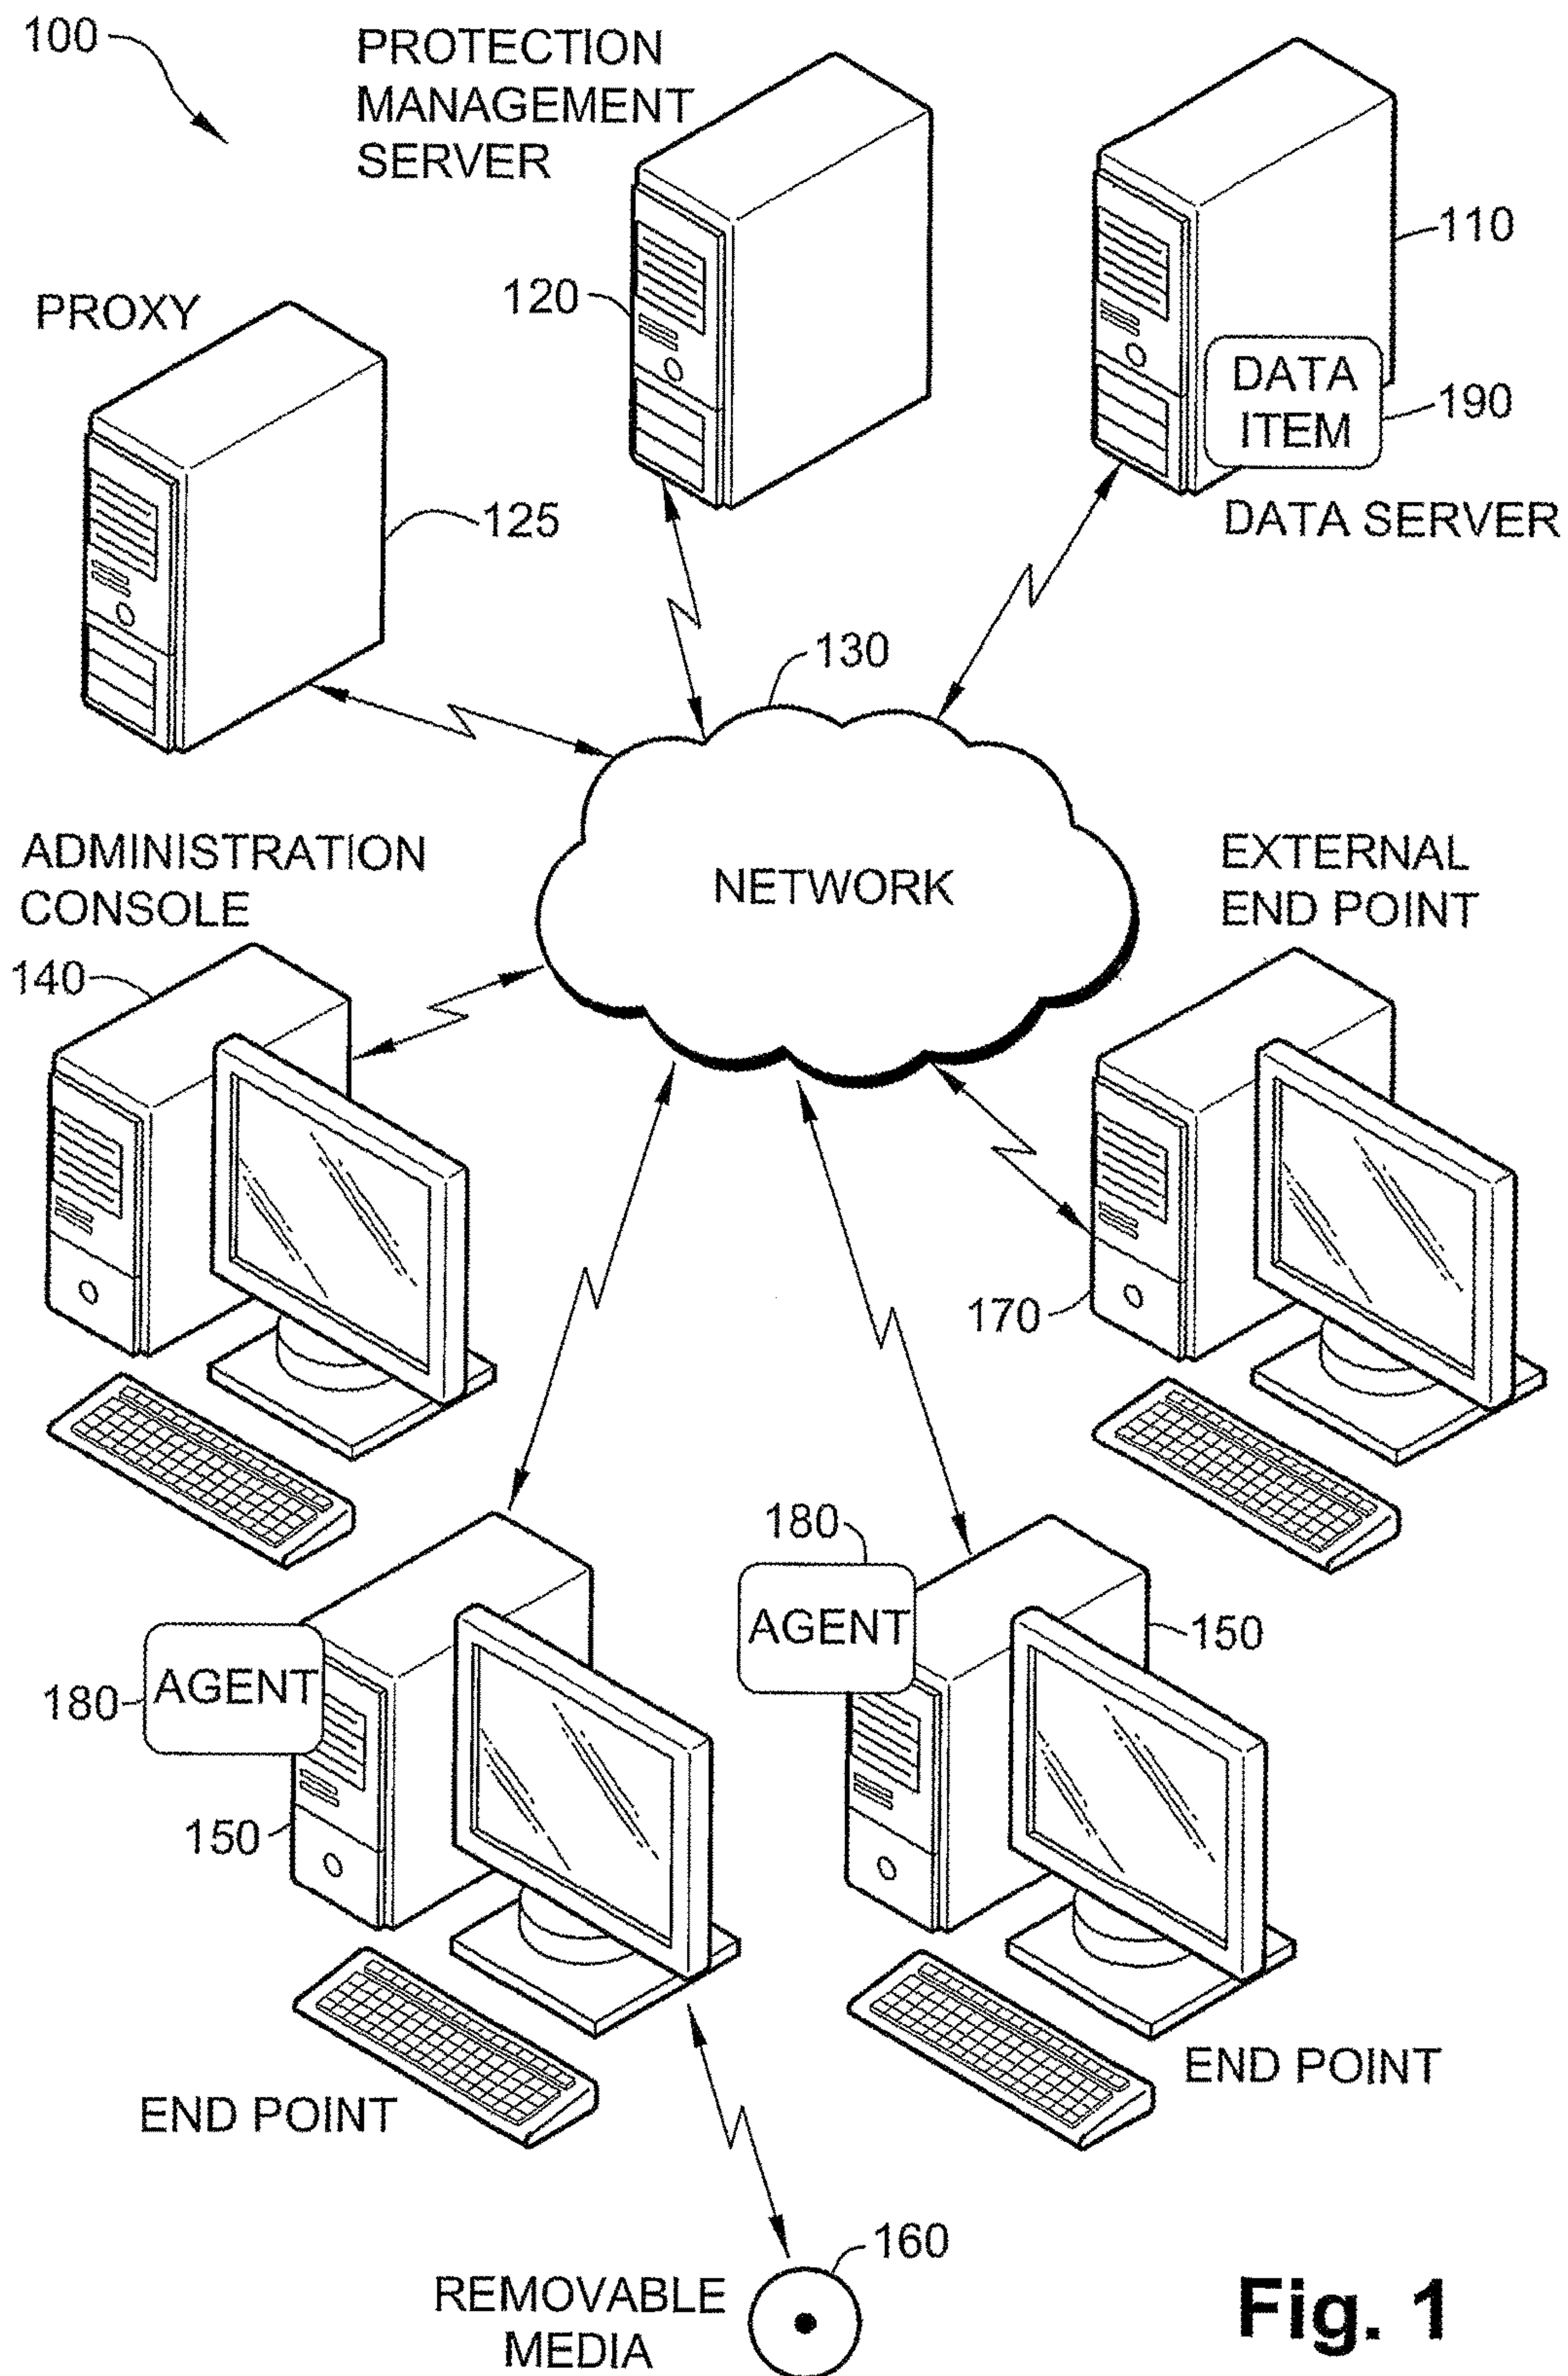 100
PROTECTION
MANAGEMENT
SERVER
110
120
PROXY
DATA
ITEM
190
125
DATA SERVER
130
ADMINISTRATION
CONSOLE
NETWORK
EXTERNAL
END POINT
140
170
180
AGENT
150
AGENT
180
150
END POINT
END POINT
160
REMOVABLE
MEDIA
Fig. 1